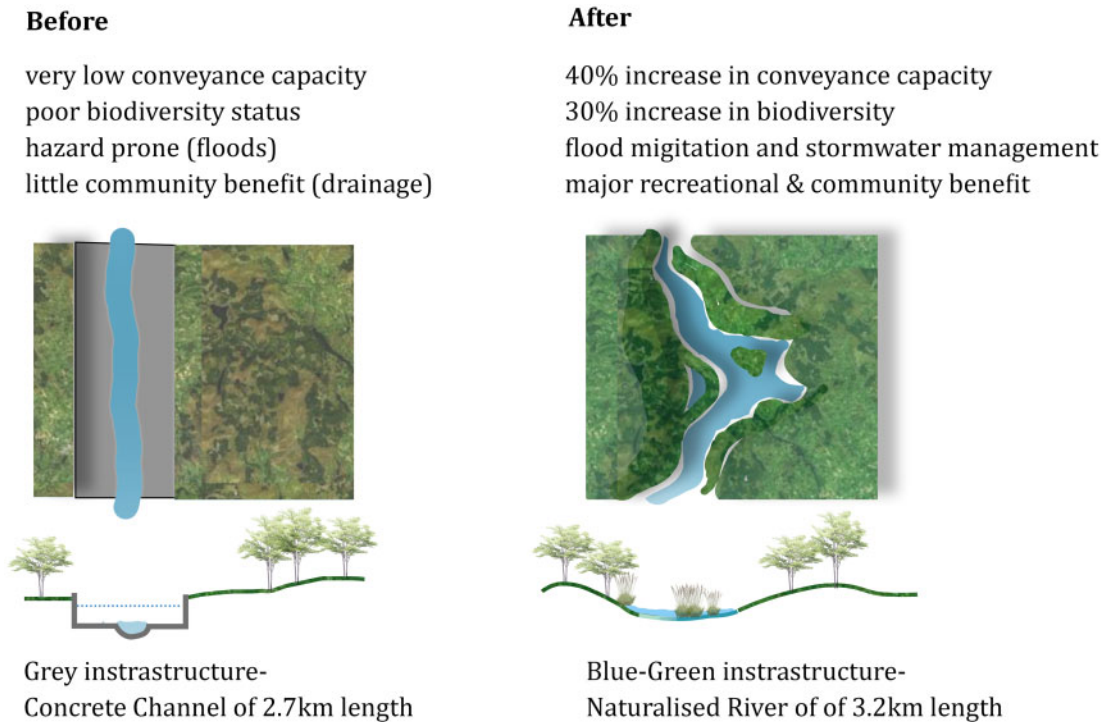 Before
very low conveyance capacity
poor biodiversity status
hazard prone (floods)
little community benefit (drainage)
After
40% increase in conveyance capacity
30% increase in biodiversity
flood migitation and stormwater management
major recreational & community benefit
Grey instrastructure-
Concrete Channel of 2.7km length
Blue-Green instrastructure-
Naturalised River of of 3.2km length